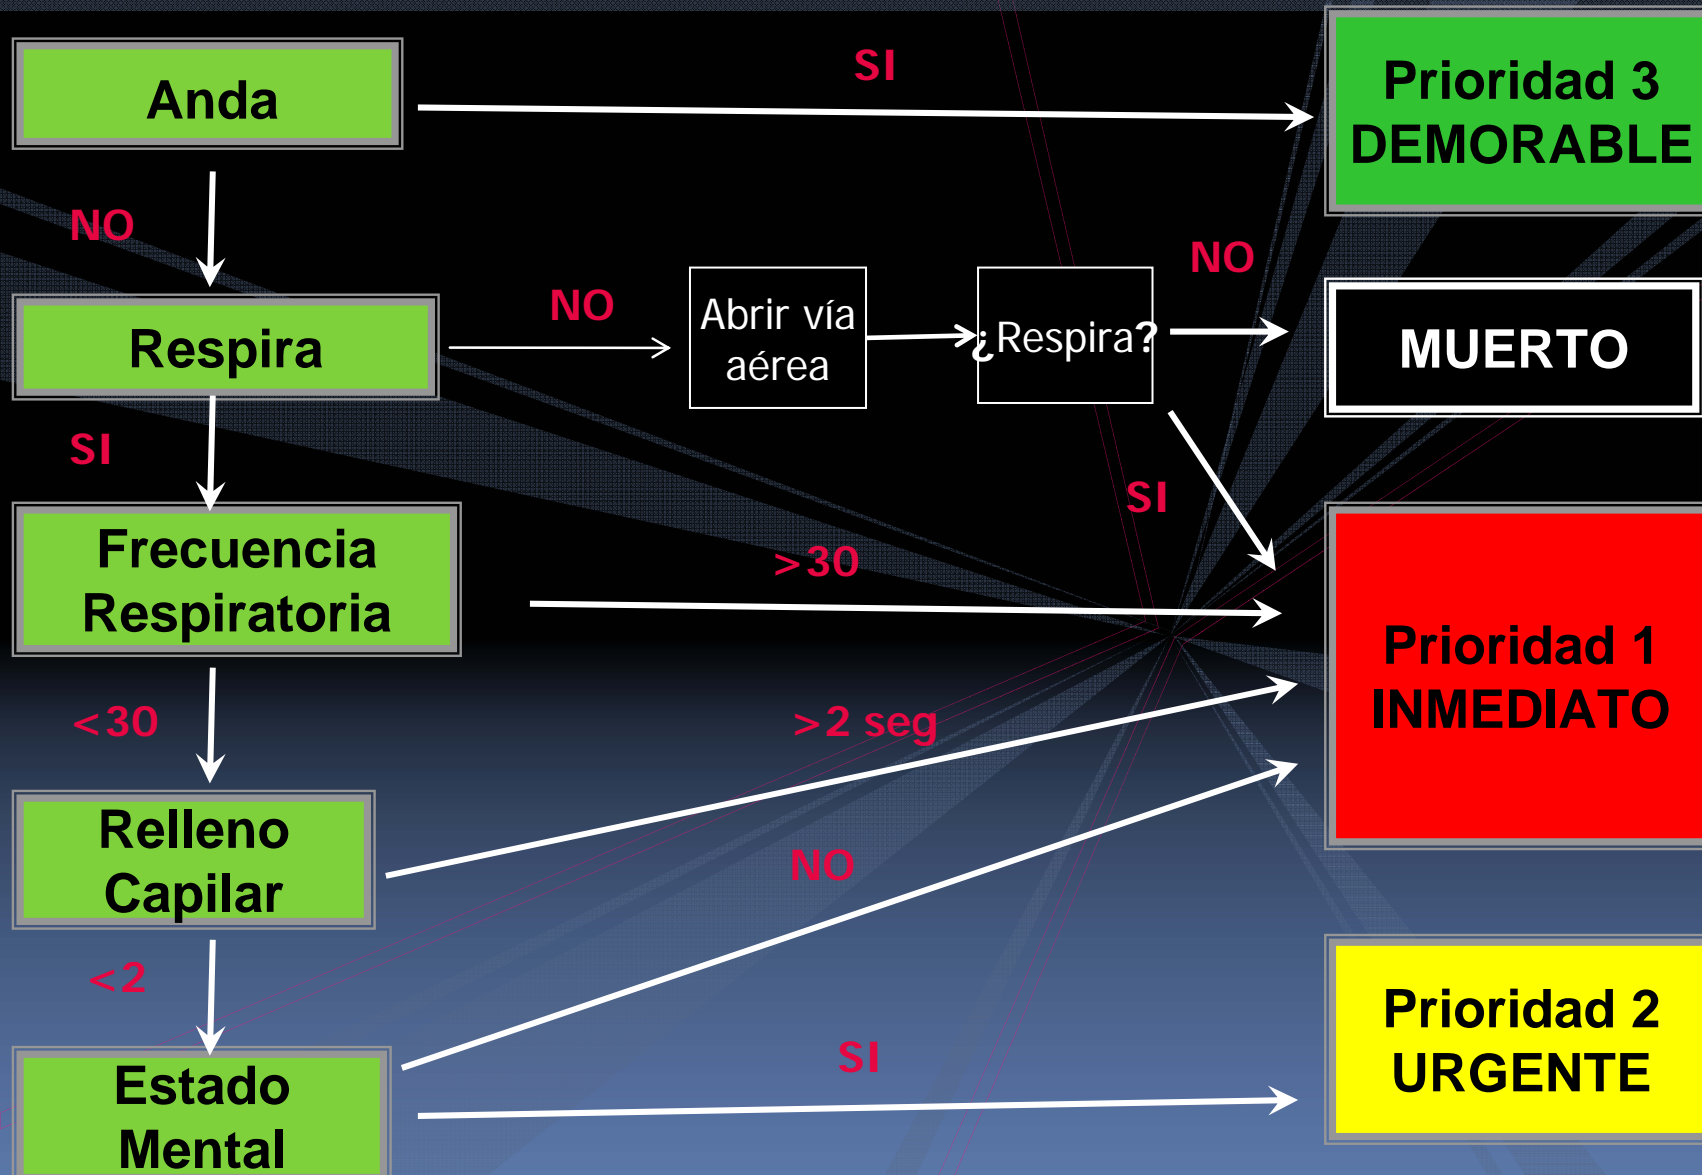 Anda
SI
Prioridad 3
DEMORABLE
NO
Respira
NO
Abrir vía
aérea
¿Respira?
NO
MUERTO
SI
SI
Frecuencia
Respiratoria
>30
Prioridad 1
INMEDIATO
<30
>2 seg
Relleno
Capilar
NO
<2
Estado
Mental
SI
Prioridad 2
URGENTE